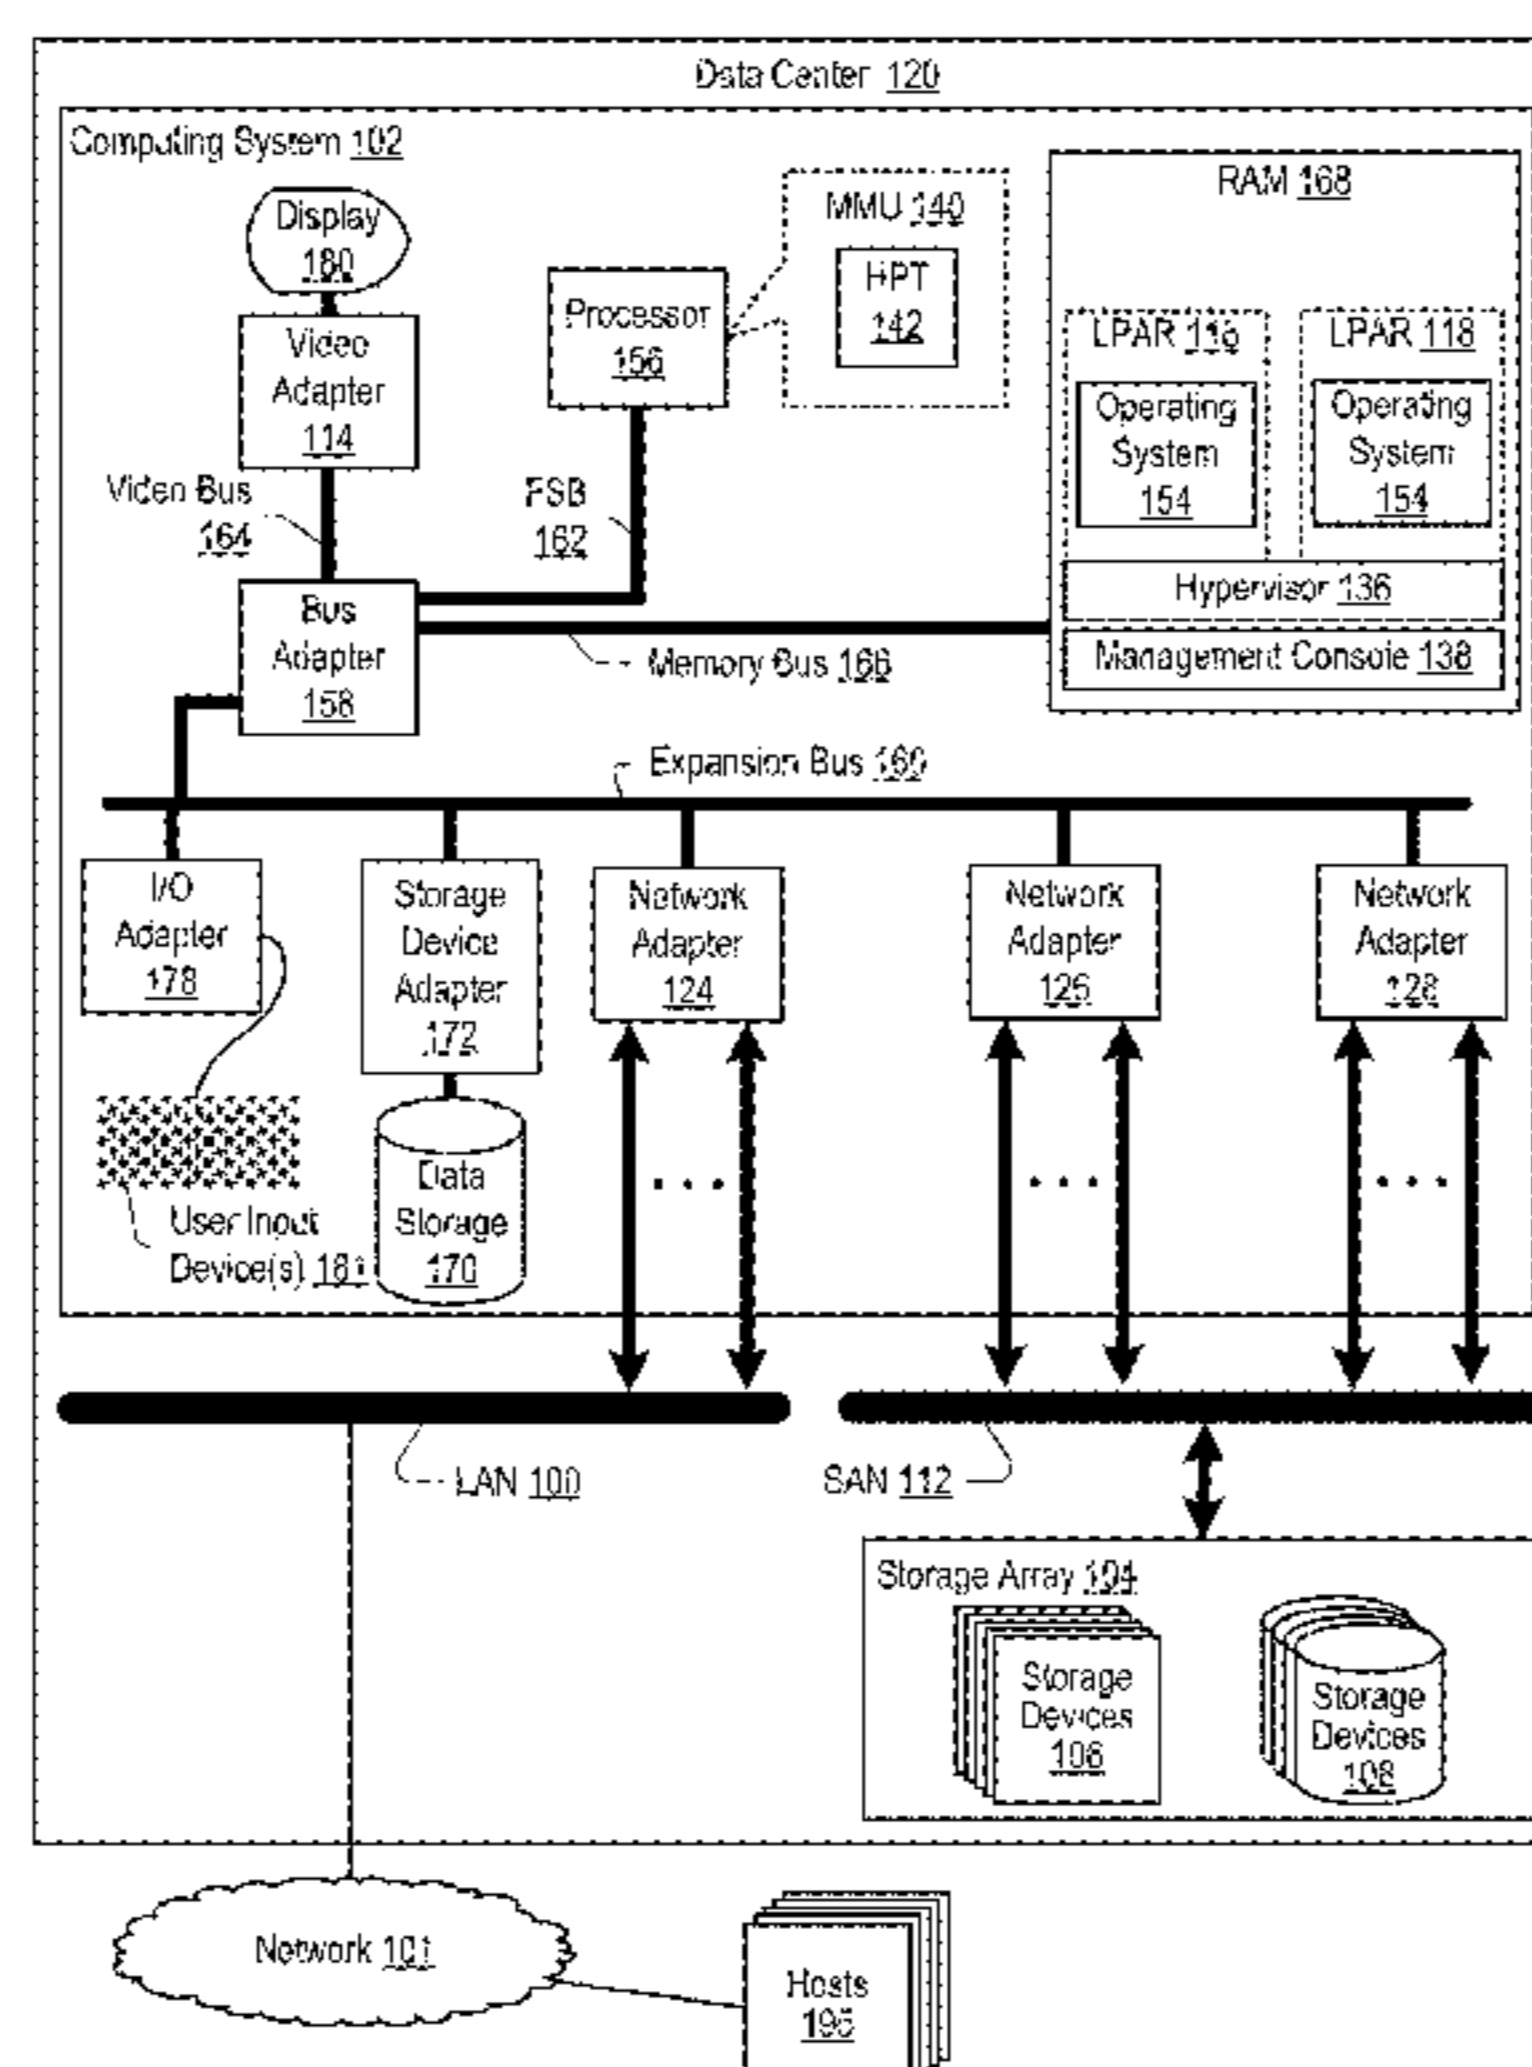 Data Center 120
Computing System 102
Display
180
Video
Adapter
114
Video Bus
164
Processor
156
FSB
162
MMU 140
HPT
142
RAM 168
LPAR 116
Operating
System
154
LPAR 118
Operating
System
154
Hypervisor 136
Management Console 138
Bus
Adapter
158
Memory Bus 166
Expansion Bus 160
I/O
Adapter
178
Storage
Device
Adapter
172
Network
Adapter
124
Network
Adapter
126
Network
Adapter
128
User Input
Device(s) 181
Data
Storage
170
LAN 100
SAN 112
Storage Array 104
Storage
Devices
106
Storage
Devices
108
Network 101
Hosts
195